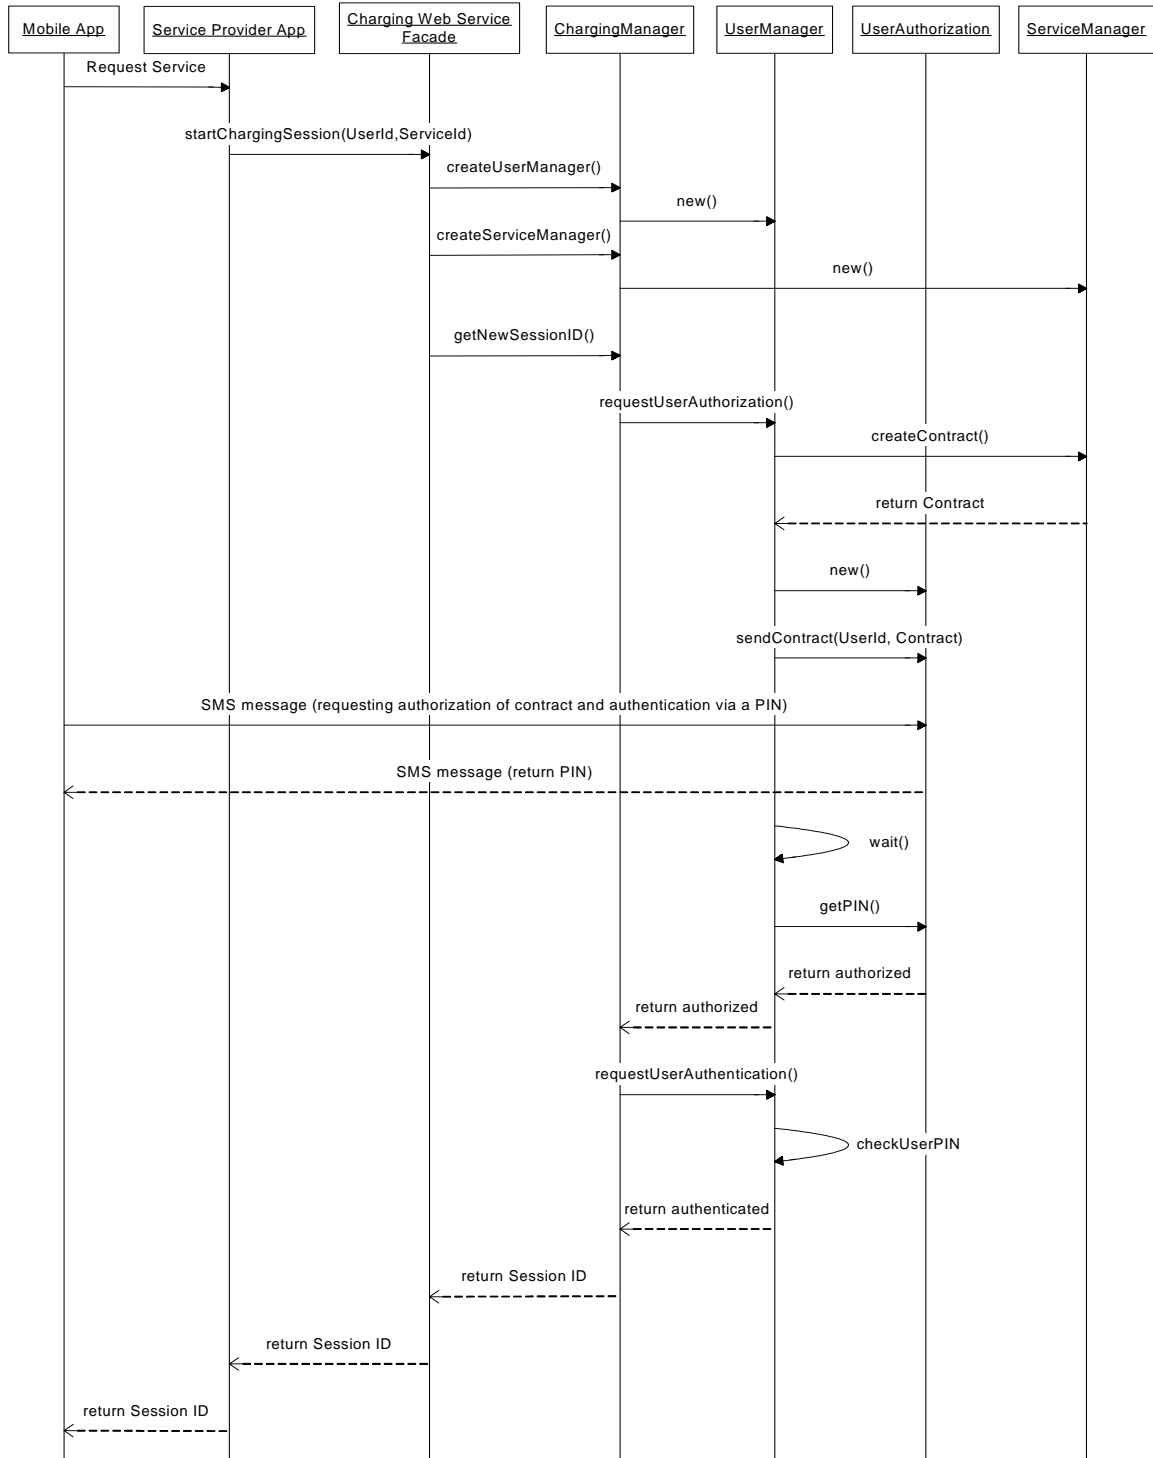 Mobile App
Service Provider App
Charging Web Service
Facade
ChargingManager
UserManager
UserAuthorization
ServiceManager
Request Service
startChargingSession(UserId,ServiceId)
createUserManager()
new()
createServiceManager()
new()
getNewSessionID()
requestUserAuthorization()
createContract()
return Contract
new()
sendContract(UserId, Contract)
SMS message (requesting authorization of contract and authentication via a PIN)
SMS message (return PIN)
wait()
getPIN()
return authorized
return authorized
requestUserAuthentication()
checkUserPIN
return authenticated
return Session ID
return Session ID
return Session ID